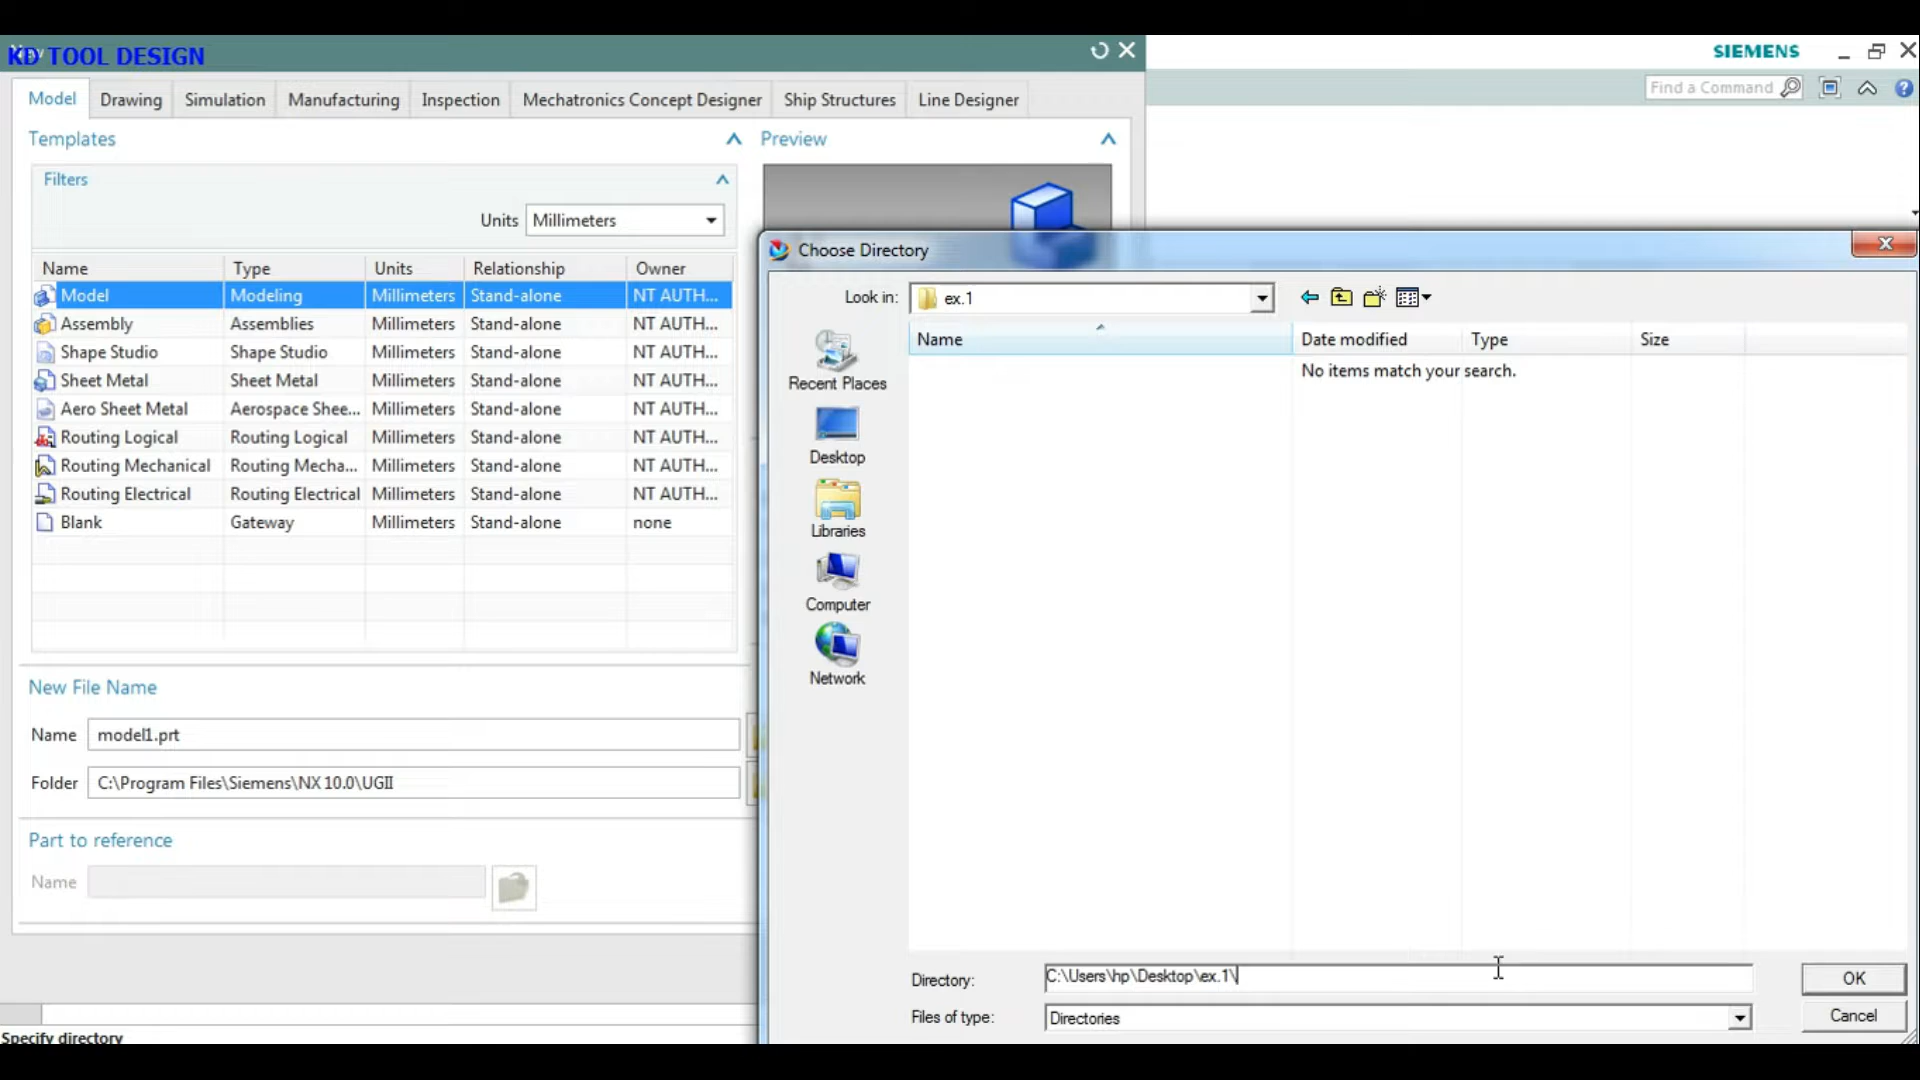 KD TOOL DESIGN
SIEMENS
Find a Command
Model Drawing Simulation Manufacturing Inspection Mechatronics Concept Designer Ship Structures Line Designer
Templates
Preview
Filters
Units Millimeters
Name Type Units Relationship Owner
Model Modeling Millimeters Stand-alone NT AUTH...
Assembly Assemblies Millimeters Stand-alone NT AUTH...
Shape Studio Shape Studio Millimeters Stand-alone NT AUTH...
Sheet Metal Sheet Metal Millimeters Stand-alone NT AUTH...
Aero Sheet Metal Aerospace Shee... Millimeters Stand-alone NT AUTH...
Routing Logical Routing Logical Millimeters Stand-alone NT AUTH...
Routing Mechanical Routing Mecha... Millimeters Stand-alone NT AUTH...
Routing Electrical Routing Electrical Millimeters Stand-alone NT AUTH...
Blank Gateway Millimeters Stand-alone none
New File Name
Name model1.prt
Folder C:\Program Files\Siemens\NX 10.0\UGII
Part to reference
Name
Specify directory
Choose Directory
Look in: ex.1
Name Date modified Type Size
No items match your search.
Recent Places
Desktop
Libraries
Computer
Network
Directory: C:\Users\hp\Desktop\ex.1\
OK
Files of type: Directories
Cancel